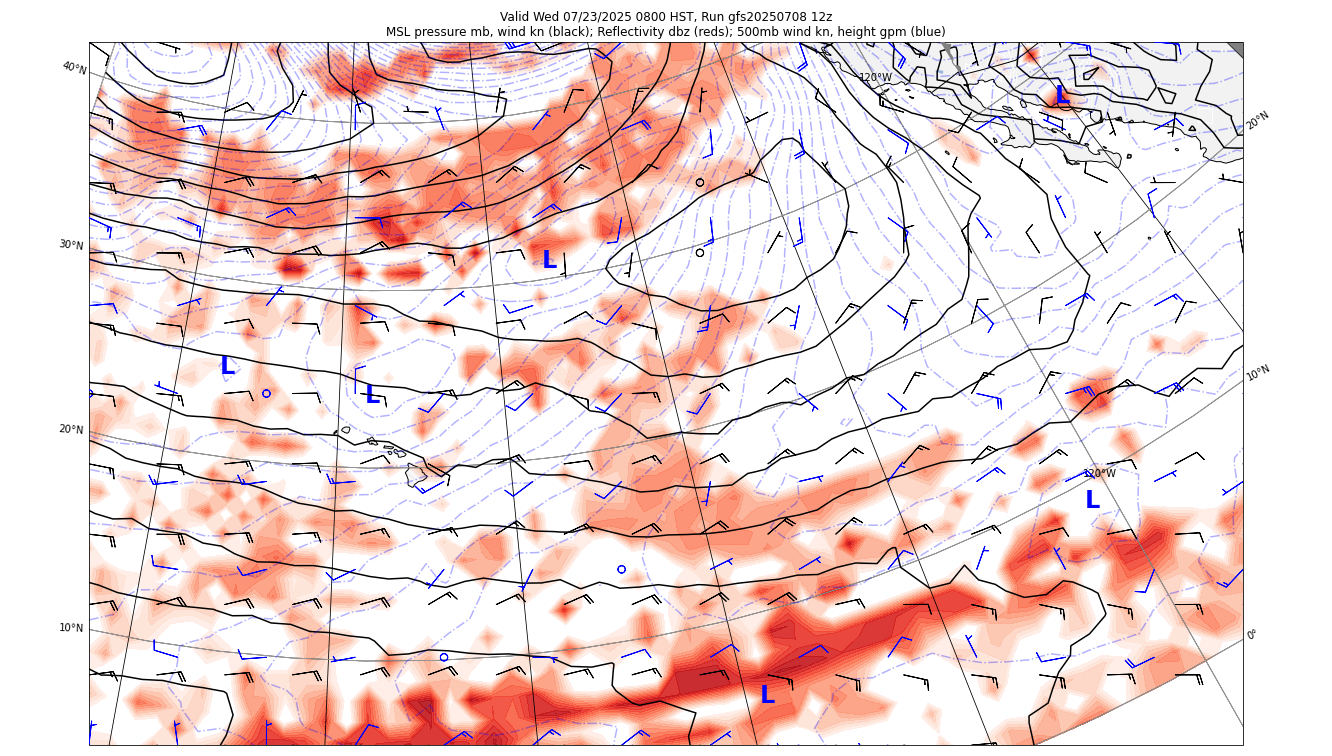 Valid Wed 07/23/2025 0800 HST, Run gfs20250708 12z
MSL pressure mb, wind kn (black); Reflectivity dbz (reds); 500mb wind kn, height gpm (blue)
40°N
120°W
L
20°N
30°N
L
L
L
10°N
20°N
120°W
L
10°N
0°
L